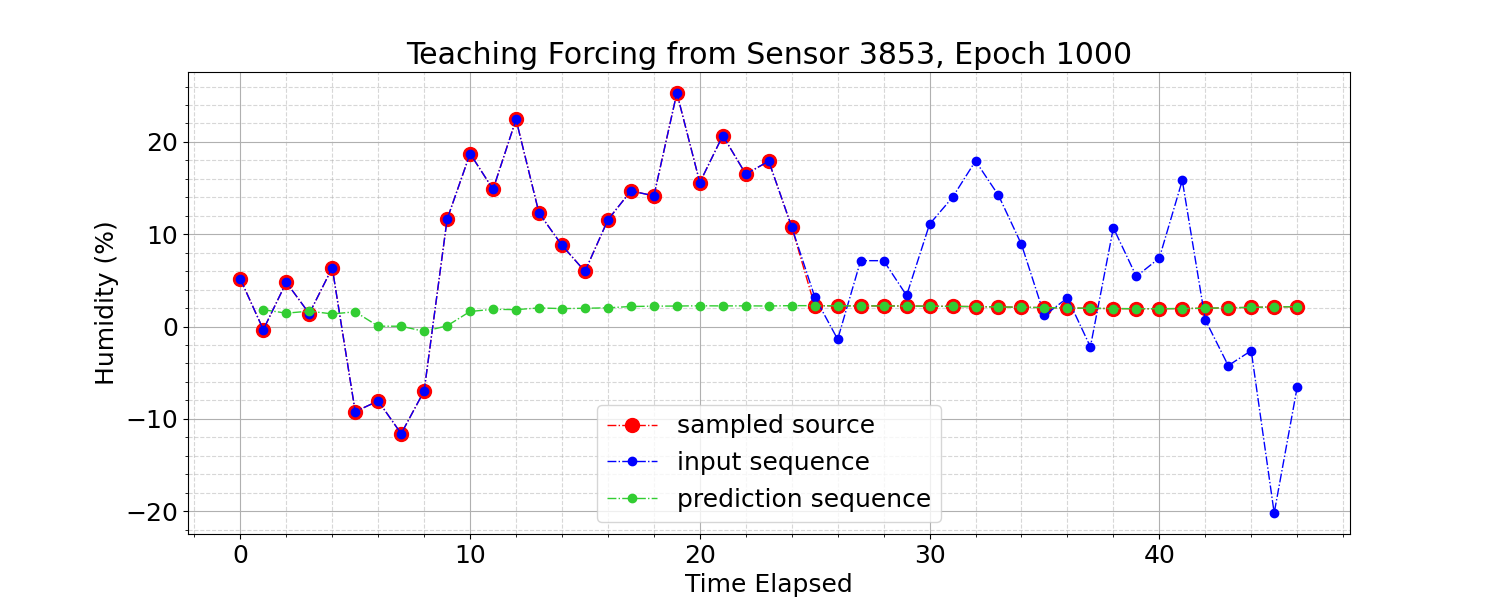 Teaching Forcing from Sensor 3853, Epoch 1000
Humidity (%)
20
10
0
−10
−20
sampled source
input sequence
prediction sequence
0 10 20 30 40
Time Elapsed